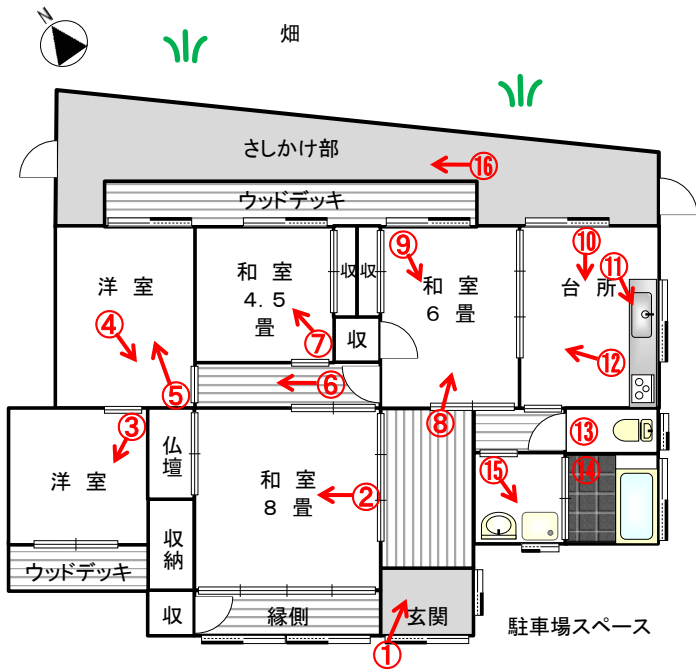 N
畑
さしかけ部
⑯
ウッドデッキ
⑨
⑩
⑪
洋 室
和 室
4. 5
畳
収
収
和 室
6 畳
台 所
④
⑤
⑦
収
⑫
⑥
⑧
③
⑬
洋 室
仏
壇
和 室
8 畳
②
⑮
⑭
収
納
ウッドデッキ
収
縁側
玄関
①
駐車場スペース